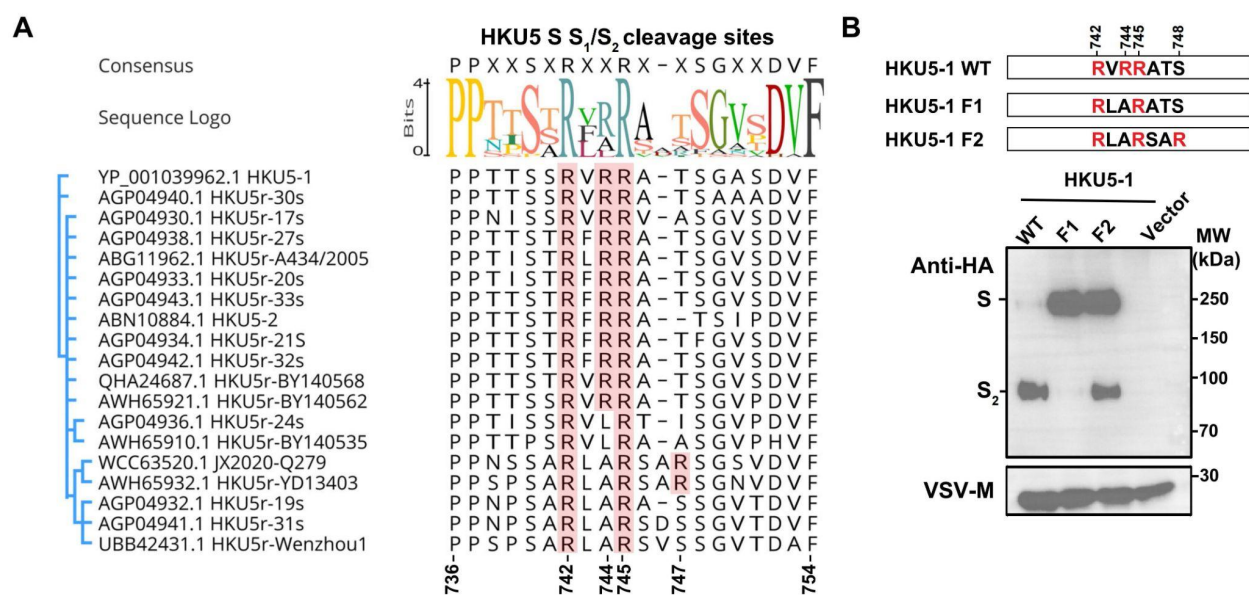 A
HKU5 S S1/S2 cleavage sites
Consensus P P X X S X R X X R X - X S G X X D V F
Sequence Logo
Bits
4
0
YP_001039962.1 HKU5-1 P P T T S S R V R R A - T S G A S D V F
AGP04940.1 HKU5r-30s P P T T S S R V R R A - T S A A A D V F
AGP04930.1 HKU5r-17s P P N I S S R V R R V - A S G V S D V F
AGP04938.1 HKU5r-27s P P T T S T R F R R A - T S G V S D V F
ABG11962.1 HKU5r-A434/2005 P P T I S T R L R R A - T S G V S D V F
AGP04933.1 HKU5r-20s P P T I S T R F R R A - T S G V S D V F
AGP04943.1 HKU5r-33s P P T T S T R F R R A - T S G V S D V F
ABN10884.1 HKU5-2 P P T T S T R F R R A - - T S I P D V F
AGP04934.1 HKU5r-21S P P T T S T R F R R A - T F G V S D V F
AGP04942.1 HKU5r-32s P P T T S T R F R R A - T S G V S D V F
QHA24687.1 HKU5r-BY140568 P P T T S T R V R R A - T S G V S D V F
AWH65921.1 HKU5r-BY140562 P P T T S T R V R R A - T S G V P D V F
AGP04936.1 HKU5r-24s P P T I S S R V L R T - I S G V P D V F
AWH65910.1 HKU5r-BY140535 P P T T P S R V L R A - A S G V P H V F
WCC63520.1 JX2020-Q279 P P N S S A R L A R S A R S G S V D V F
AWH65932.1 HKU5r-YD13403 P P S P S A R L A R S A R S G N V D V F
AGP04932.1 HKU5r-19s P P N P S A R L A R A - S S G V T D V F
AGP04941.1 HKU5r-31s P P N P S A R L A R S D S S G V T D V F
UBB42431.1 HKU5r-Wenzhou1 P P S P S A R L A R S V S S G V T D A F
736 742 744 745 747 754
B
742 744 745 748
HKU5-1 WT RVRRATS
HKU5-1 F1 RLARATS
HKU5-1 F2 RLARSAR
HKU5-1
WT F1 F2 Vector MW (kDa)
Anti-HA
S
S2
250
150
100
70
30
VSV-M